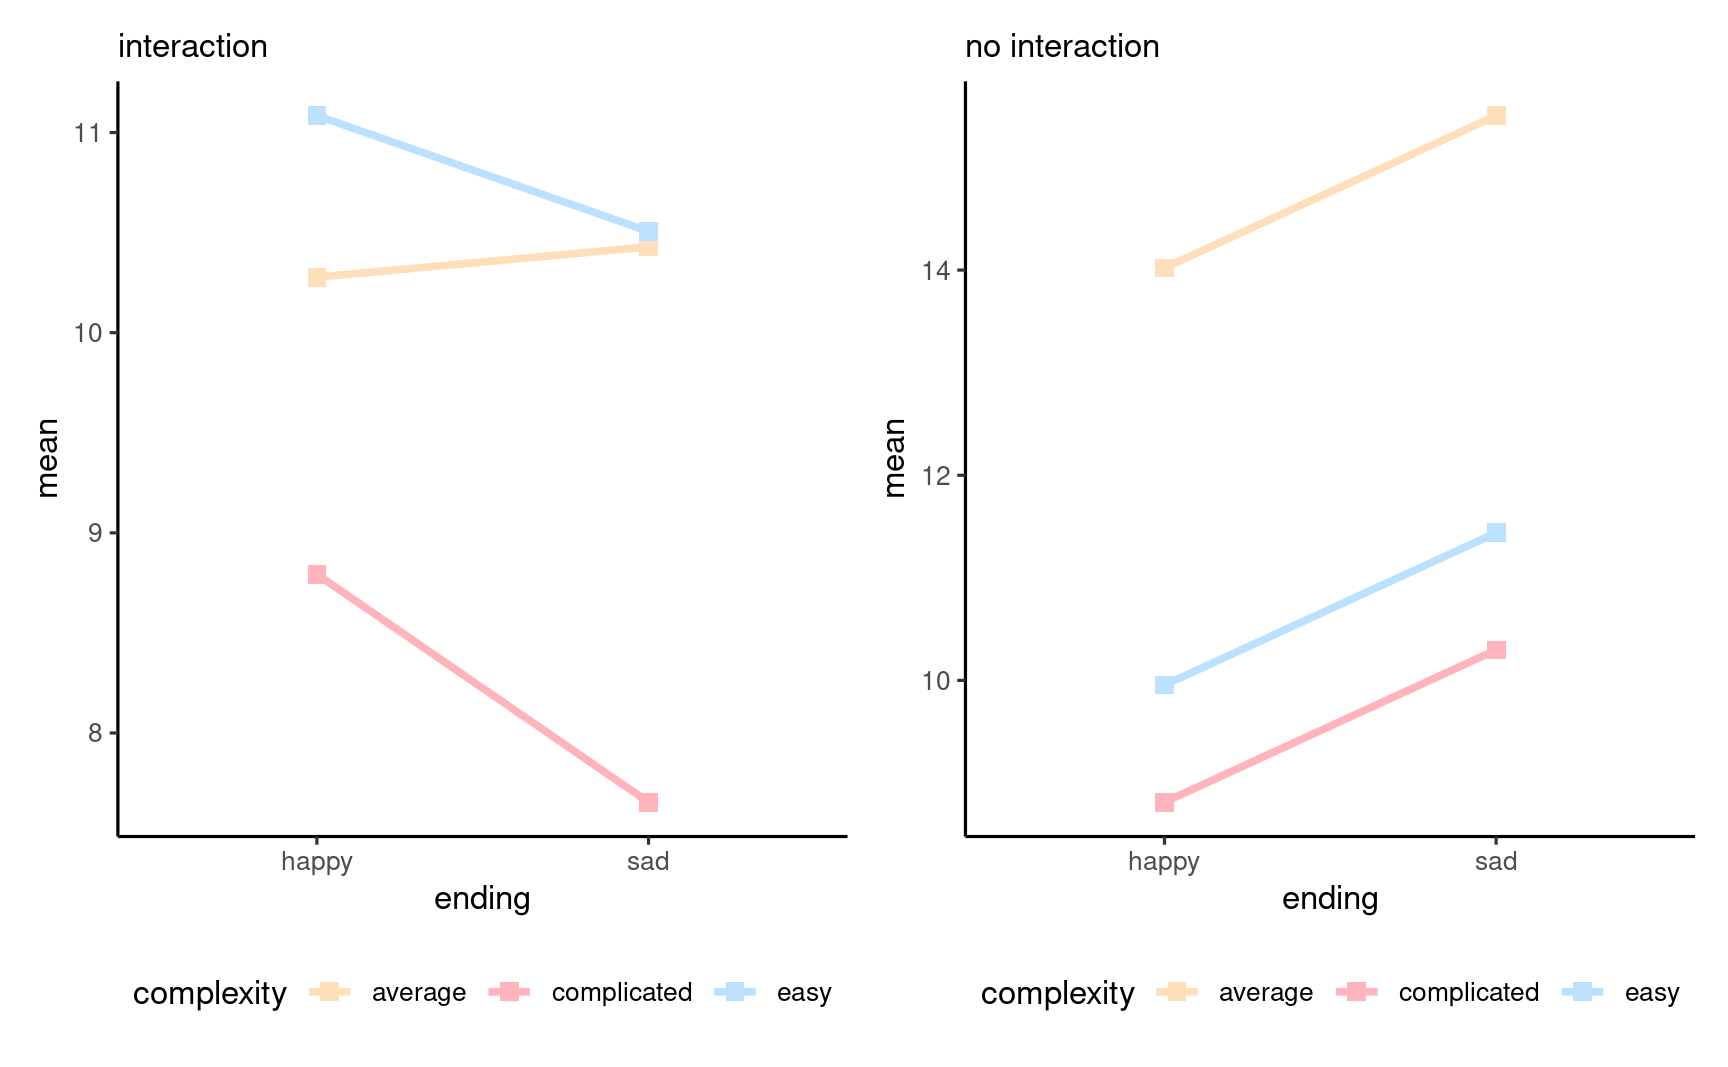 interaction
11
10
9
8
mean
happy sad
ending
complexity average complicated easy
no interaction
14
12
10
mean
happy sad
ending
complexity average complicated easy